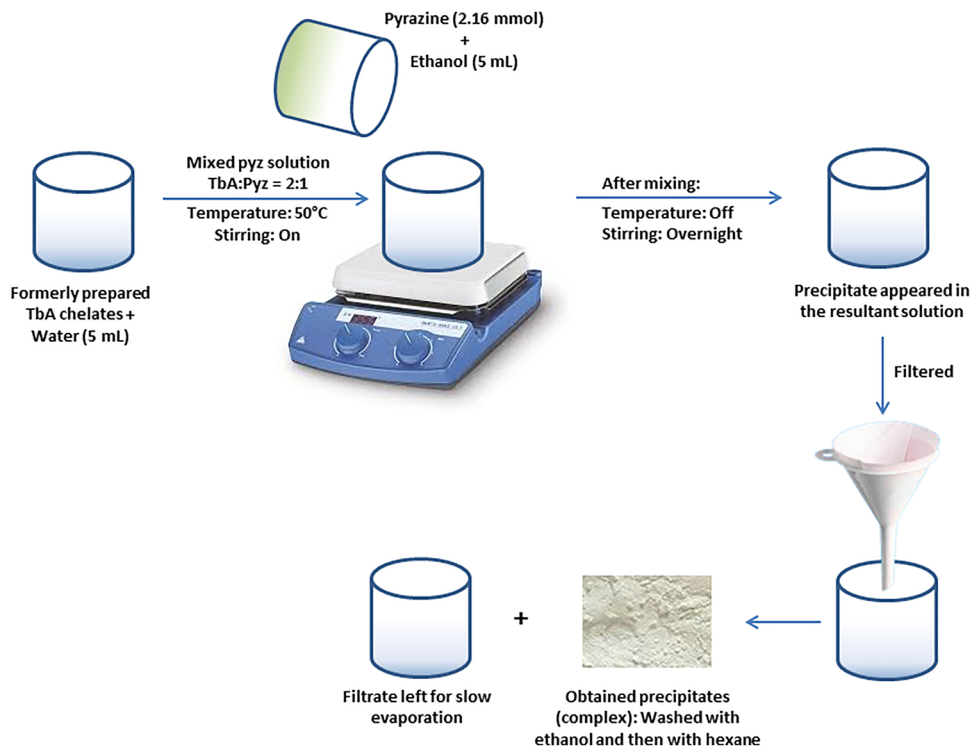 Pyrazine (2.16 mmol)
+
Ethanol (5 mL)
Mixed pyz solution
TbA:Pyz = 2:1
Temperature: 50°C
Stirring: On
After mixing:
Temperature: Off
Stirring: Overnight
Formerly prepared
TbA chelates +
Water (5 mL)
Precipitate appeared in
the resultant solution
Filtered
+
Filtrate left for slow
evaporation
Obtained precipitates
(complex): Washed with
ethanol and then with hexane